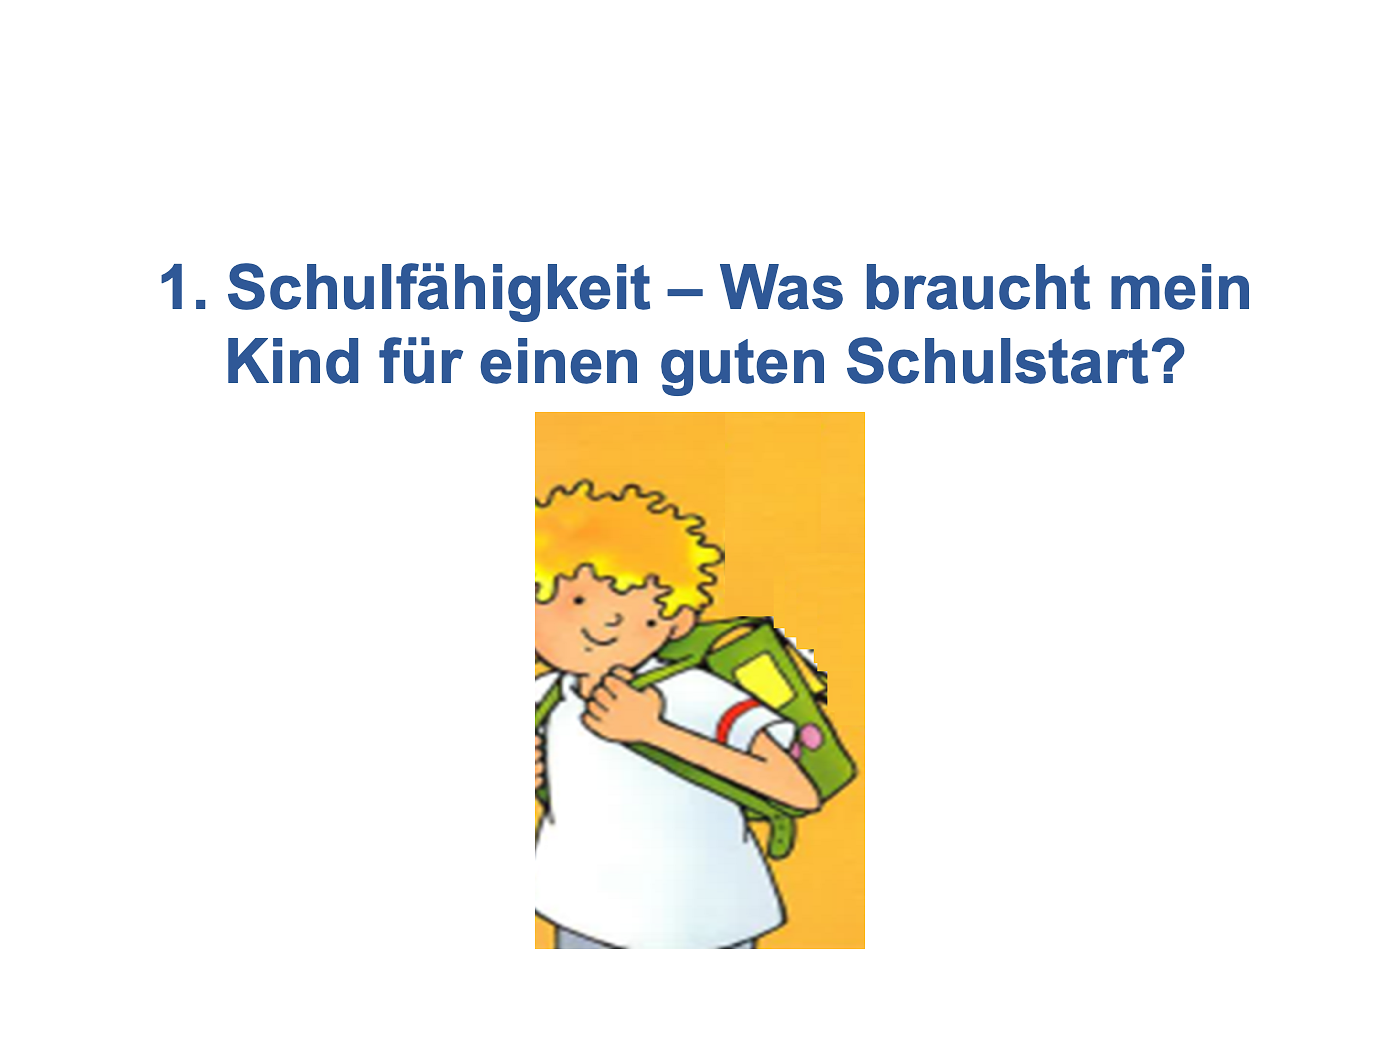 1. Schulfähigkeit – Was braucht mein
Kind für einen guten Schulstart?